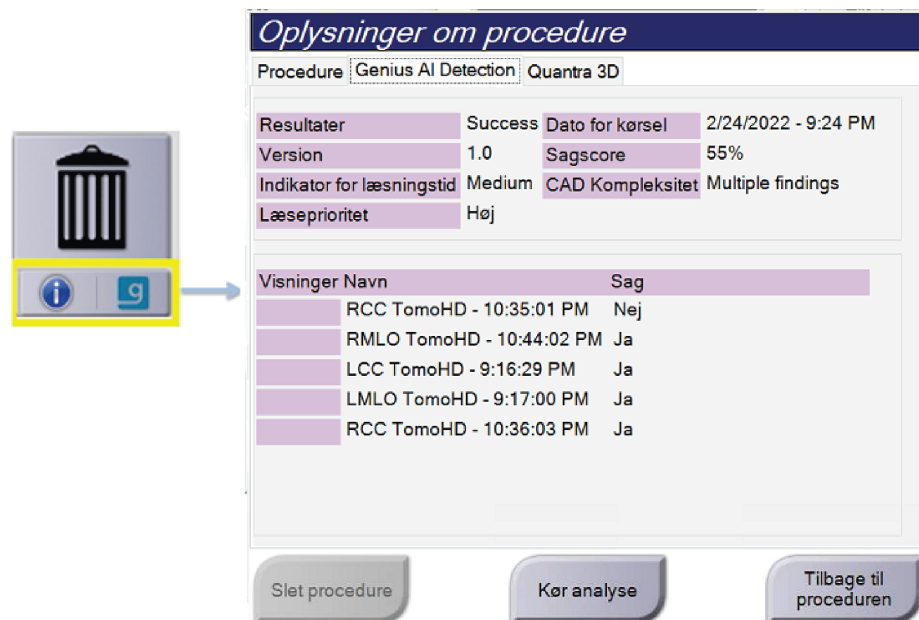 Oplysninger om procedure
Procedure Genius AI Detection Quantra 3D
Resultater Success Dato for kørsel 2/24/2022 - 9:24 PM
Version 1.0 Sagscore 55%
Indikator for læsningstid Medium CAD Kompleksitet Multiple findings
Læseprioritet Høj
Visninger Navn Sag
RCC TomoHD - 10:35:01 PM Nej
RMLO TomoHD - 10:44:02 PM Ja
LCC TomoHD - 9:16:29 PM Ja
LMLO TomoHD - 9:17:00 PM Ja
RCC TomoHD - 10:36:03 PM Ja
i g
Slet procedure Kør analyse Tilbage til
proceduren